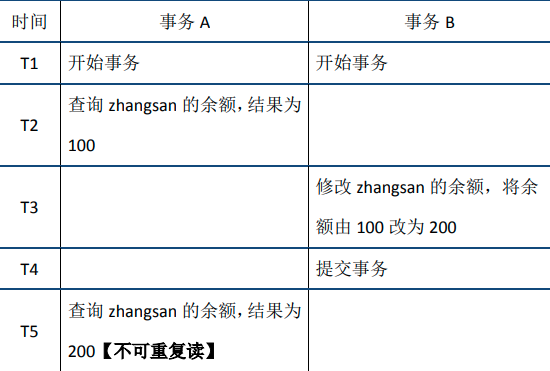 时间 事务 A 事务 B
T1 开始事务 开始事务
T2 查询 zhangsan 的余额，结果为
100
T3 修改 zhangsan 的余额，将余
额由 100 改为 200
T4 提交事务
T5 查询 zhangsan 的余额，结果为
200【不可重复读】